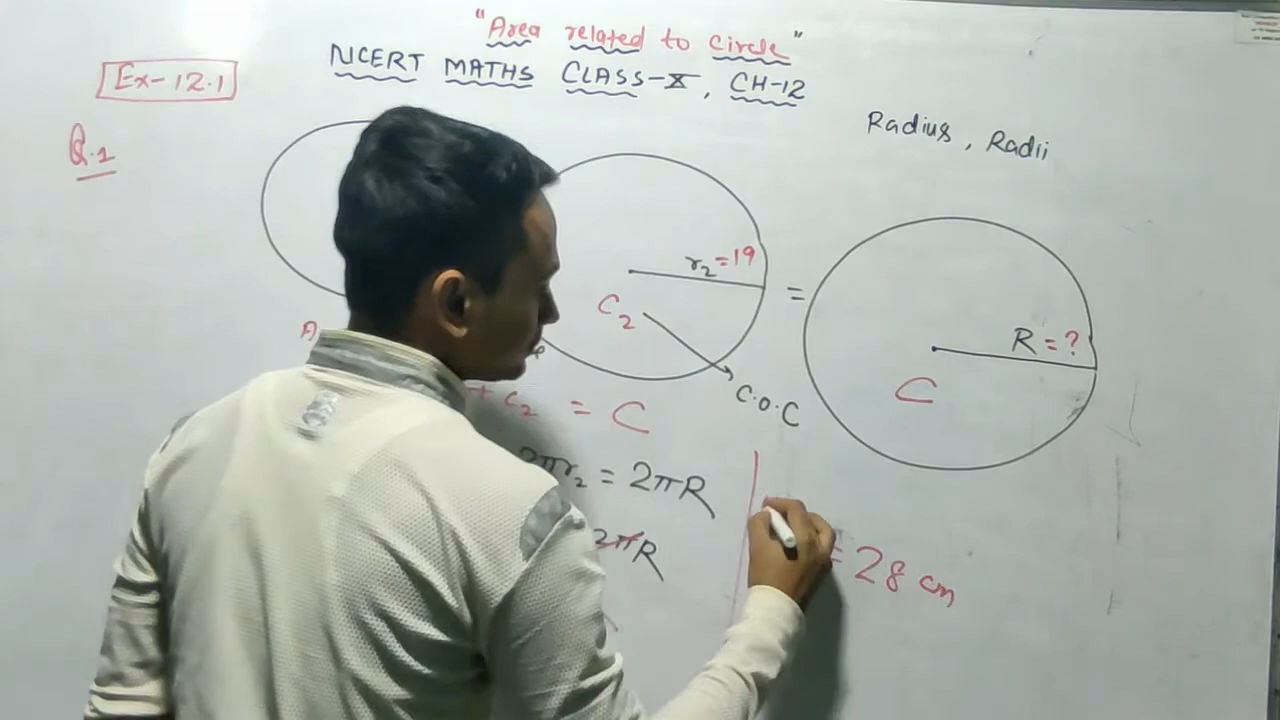 "Area related to Circle"
NCERT MATHS CLASS-X, CH-12
Ex-12.1
Radius, Radii
Q.1
r₂=19
=
C₂
R=?
C
C.O.C
+ C₂ = C
2πr₂ = 2πR
2πR
= 28 cm